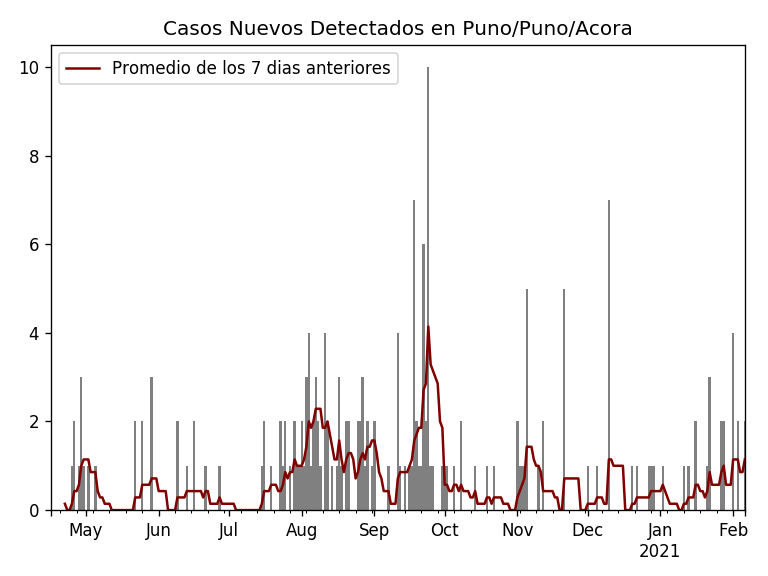 Casos Nuevos Detectados en Puno/Puno/Acora
Promedio de los 7 dias anteriores
10
8
6
4
2
0
May Jun Jul Aug Sep Oct Nov Dec Jan Feb
2021